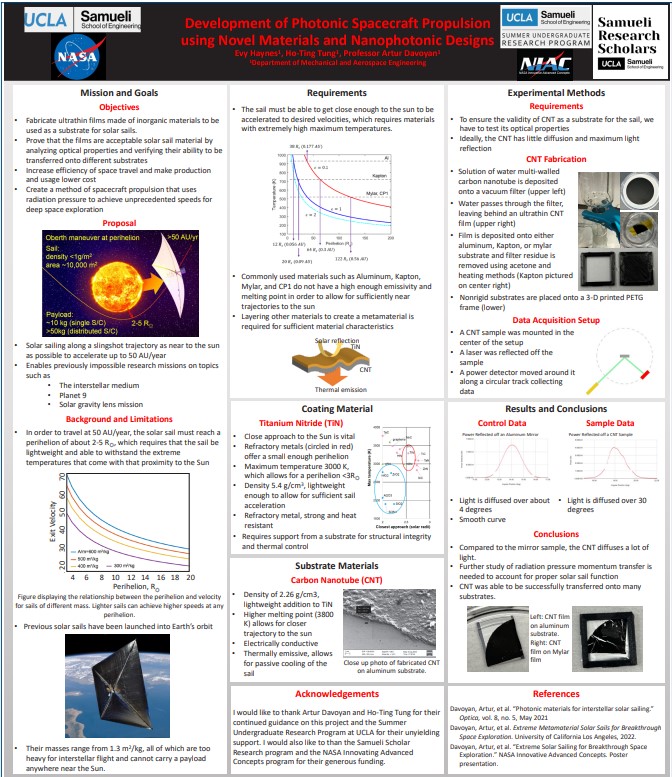 UCLA Samueli
School of Engineering
NASA
Development of Photonic Spacecraft Propulsion
using Novel Materials and Nanophotonic Designs
Evy Haynes¹, Ho-Ting Tung¹, Professor Artur Davoyan¹
¹Department of Mechanical and Aerospace Engineering
UCLA Samueli
School of Engineering
SUMMER UNDERGRADUATE
RESEARCH PROGRAM
NIAC
NASA Innovative Advanced Concepts
Samueli
Research
Scholars
UCLA Samueli
School of Engineering
Mission and Goals
Objectives
• Fabricate ultrathin films made of inorganic materials to be
used as a substrate for solar sails.
• Prove that the films are acceptable solar sail material by
analyzing optical properties and verifying their ability to be
transferred onto different substrates
• Increase efficiency of space travel and make production
and usage lower cost
• Create a method of spacecraft propulsion that uses
radiation pressure to achieve unprecedented speeds for
deep space exploration
Proposal
Oberth maneuver at perihelion
>50 AU/yr
Sail:
density <1g/m²
area ~10,000 m²
Payload:
~10 kg (single S/C)
>50kg (distributed S/C)
2-5 R⊙
• Solar sailing along a slingshot trajectory as near to the sun
as possible to accelerate up to 50 AU/year
• Enables previously impossible research missions on topics
such as
• The interstellar medium
• Planet 9
• Solar gravity lens mission
Background and Limitations
• In order to travel at 50 AU/year, the solar sail must reach a
perihelion of about 2-5 R⊙, which requires that the sail be
lightweight and able to withstand the extreme
temperatures that come with that proximity to the Sun
Exit Velocity
70
60
50
40
30
20
A/m=600 m²/kg
500 m²/kg
400 m²/kg
300 m²/kg
4 6 8 10 12 14 16 18 20
Perihelion, R⊙
Figure displaying the relationship between the perihelion and velocity
for sails of different mass. Lighter sails can achieve higher speeds at any
perihelion.
• Previous solar sails have been launched into Earth's orbit
• Their masses range from 1.3 m²/kg, all of which are too
heavy for interstellar flight and cannot carry a payload
anywhere near the Sun.
Requirements
• The sail must be able to get close enough to the sun to be
accelerated to desired velocities, which requires materials
with extremely high maximum temperatures.
Temperature (K)
Al
Kapton
Mylar, CP1
0 50 100 150 200
Perihelion
• Commonly used materials such as Aluminum, Kapton,
Mylar, and CP1 do not have a high enough emissivity and
melting point in order to allow for sufficiently near
trajectories to the sun
• Layering other materials to create a metamaterial is
required for sufficient material characteristics
Solar reflection
TiN
CNT
Thermal emission
Coating Material
Titanium Nitride (TiN)
• Close approach to the Sun is vital
• Refractory metals (circled in red)
offer a small enough perihelion
• Maximum temperature 3000 K,
which allows for a perihelion <3R⊙
• Density 5.4 g/cm³, lightweight
enough to allow for sufficient sail
acceleration
• Refractory metal, strong and heat
resistant
• Requires support from a substrate for structural integrity
and thermal control
Max temperature (K)
Closest approach (solar radii)
Substrate Materials
Carbon Nanotube (CNT)
• Density of 2.26 g/cm3,
lightweight addition to TiN
• Higher melting point (3800
K) allows for closer
trajectory to the sun
• Electrically conductive
• Thermally emissive, allows
for passive cooling of the
sail
Close up photo of fabricated CNT
on aluminum substrate.
Acknowledgements
I would like to thank Artur Davoyan and Ho-Ting Tung for their
continued guidance on this project and the Summer
Undergraduate Research Program at UCLA for their unyielding
support. I would also like to than the Samueli Scholar
Research program and the NASA Innovating Advanced
Concepts program for their generous funding.
Experimental Methods
Requirements
• To ensure the validity of CNT as a substrate for the sail, we
have to test its optical properties
• Ideally, the CNT has little diffusion and maximum light
reflection
CNT Fabrication
• Solution of water multi-walled
carbon nanotube is deposited
onto a vacuum filter (upper left)
• Water passes through the filter,
leaving behind an ultrathin CNT
film (upper right)
• Film is deposited onto either
aluminum, Kapton, or mylar
substrate and filter residue is
removed using acetone and
heating methods (Kapton pictured
on center right)
• Nonrigid substrates are placed onto a 3-D printed PETG
frame (lower)
Data Acquisition Setup
• A CNT sample was mounted in the
center of the setup
• A laser was reflected off the
sample
• A power detector moved around it
along a circular track collecting
data
Results and Conclusions
Control Data
Sample Data
Power Reflected off an Aluminum Mirror
Power Reflected off a CNT Sample
• Light is diffused over about
4 degrees
• Smooth curve
• Light is diffused over 30
degrees
Conclusions
• Compared to the mirror sample, the CNT diffuses a lot of
light.
• Further study of radiation pressure momentum transfer is
needed to account for proper solar sail function
• CNT was able to be successfully transferred onto many
substrates.
Left: CNT film
on aluminum
substrate.
Right: CNT
film on Mylar
film
References
Davoyan, Artur, et al. "Photonic materials for interstellar solar sailing."
Optica, vol. 8, no. 5, May 2021
Davoyan, Artur, et al. Extreme Metamaterial Solar Sails for Breakthrough
Space Exploration. University of California Los Angeles, 2022.
Davoyan, Artur, et al. "Extreme Solar Sailing for Breakthrough Space
Exploration." NASA Innovative Advanced Concepts. Poster
presentation.